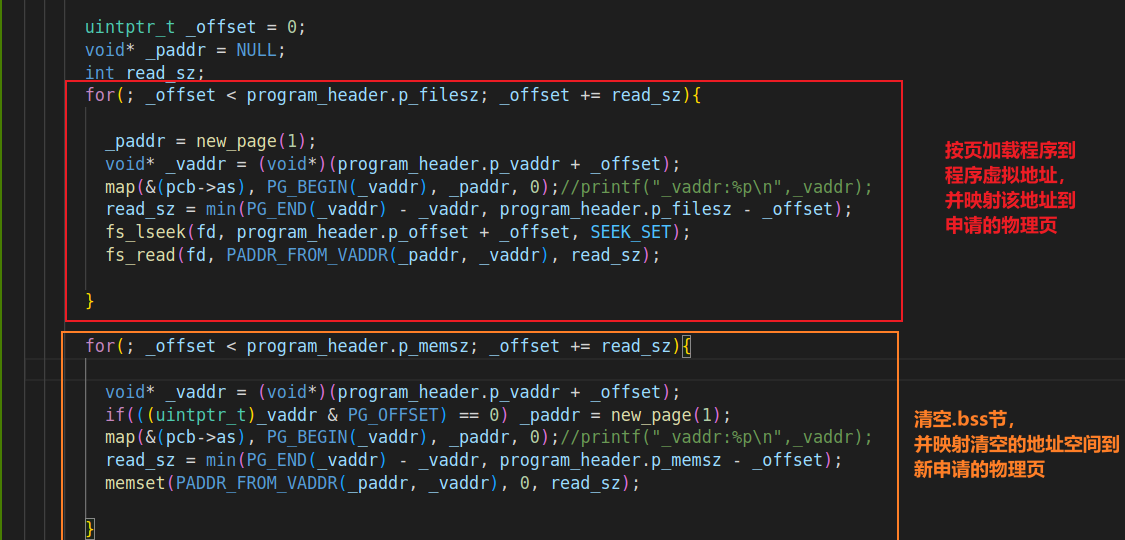 uintptr_t _offset = 0;
void* _paddr = NULL;
int read_sz;
for(; _offset < program_header.p_filesz; _offset += read_sz){
_paddr = new_page(1);
void* _vaddr = (void*)(program_header.p_vaddr + _offset);
map(&(pcb->as), PG_BEGIN(_vaddr), _paddr, 0);//printf("_vaddr:%p\n",_vaddr);
read_sz = min(PG_END(_vaddr) - _vaddr, program_header.p_filesz - _offset);
fs_lseek(fd, program_header.p_offset + _offset, SEEK_SET);
fs_read(fd, PADDR_FROM_VADDR(_paddr, _vaddr), read_sz);
}
按页加载程序到
程序虚拟地址,
并映射该地址到
申请的物理页
for(; _offset < program_header.p_memsz; _offset += read_sz){
void* _vaddr = (void*)(program_header.p_vaddr + _offset);
if(((uintptr_t)_vaddr & PG_OFFSET) == 0) _paddr = new_page(1);
map(&(pcb->as), PG_BEGIN(_vaddr), _paddr, 0);//printf("_vaddr:%p\n",_vaddr);
read_sz = min(PG_END(_vaddr) - _vaddr, program_header.p_memsz - _offset);
memset(PADDR_FROM_VADDR(_paddr, _vaddr), 0, read_sz);
}
清空.bss节,
并映射清空的地址空间到
新申请的物理页